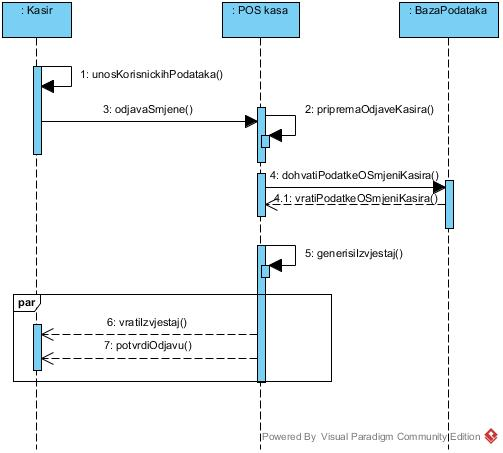 : Kasir
: POS kasa
: BazaPodataka
1: unosKorisnickihPodataka()
3: odjavaSmjene()
2: pripremaOdjaveKasira()
4: dohvatiPodatkeOSmjeniKasira()
4.1: vratiPodatkeOSmjeniKasira()
5: generisiIzvjestaj()
par
6: vratiIzvjestaj()
7: potvrdiOdjavu()
Powered By Visual Paradigm Community Edition